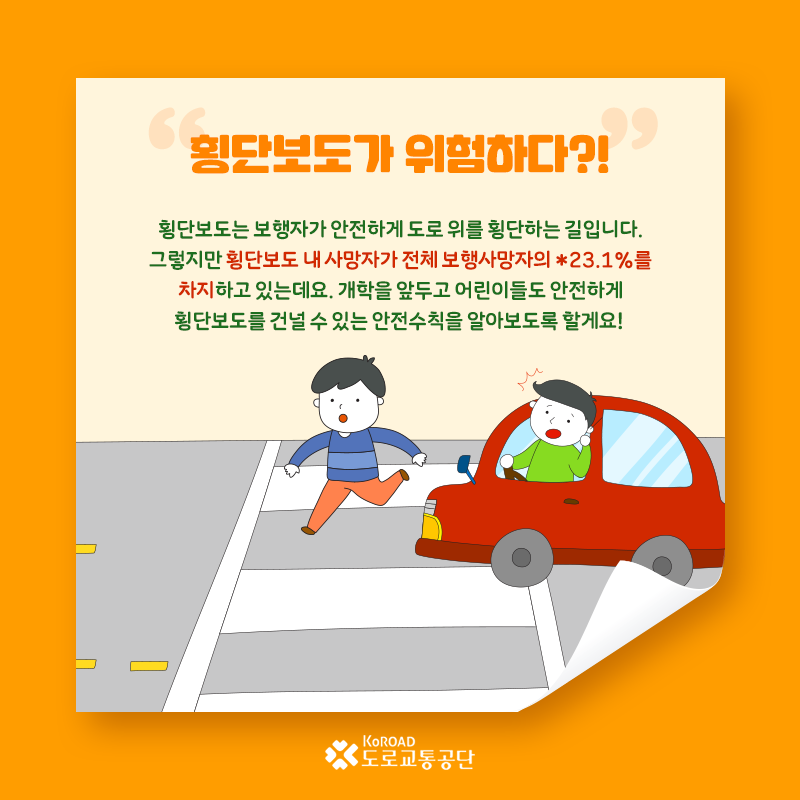 “ 횡단보도가 위험하다?! ”
횡단보도는 보행자가 안전하게 도로 위를 횡단하는 길입니다.
그렇지만 횡단보도 내 사망자가 전체 보행사망자의 *23.1%를
차지하고 있는데요. 개학을 앞두고 어린이들도 안전하게
횡단보도를 건널 수 있는 안전수칙을 알아보도록 할게요!
KoROAD
도로교통공단